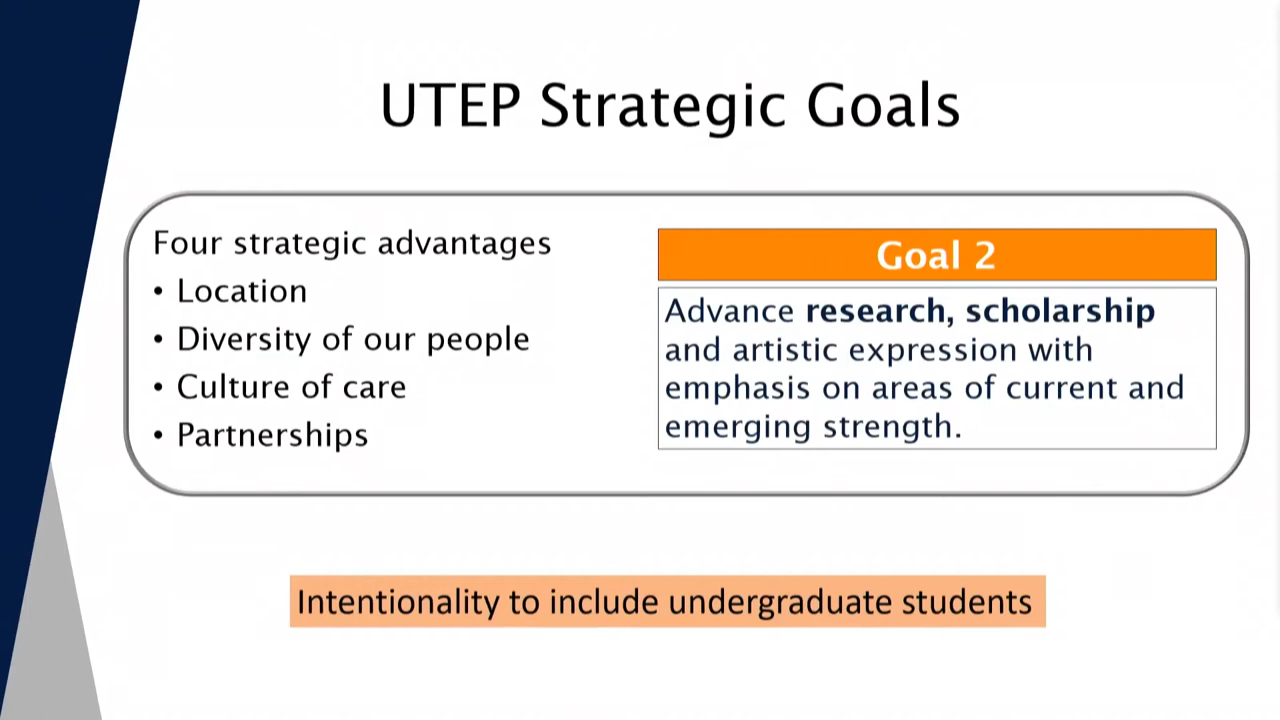 UTEP Strategic Goals
Four strategic advantages
• Location
• Diversity of our people
• Culture of care
• Partnerships
Goal 2
Advance research, scholarship
and artistic expression with
emphasis on areas of current and
emerging strength.
Intentionality to include undergraduate students